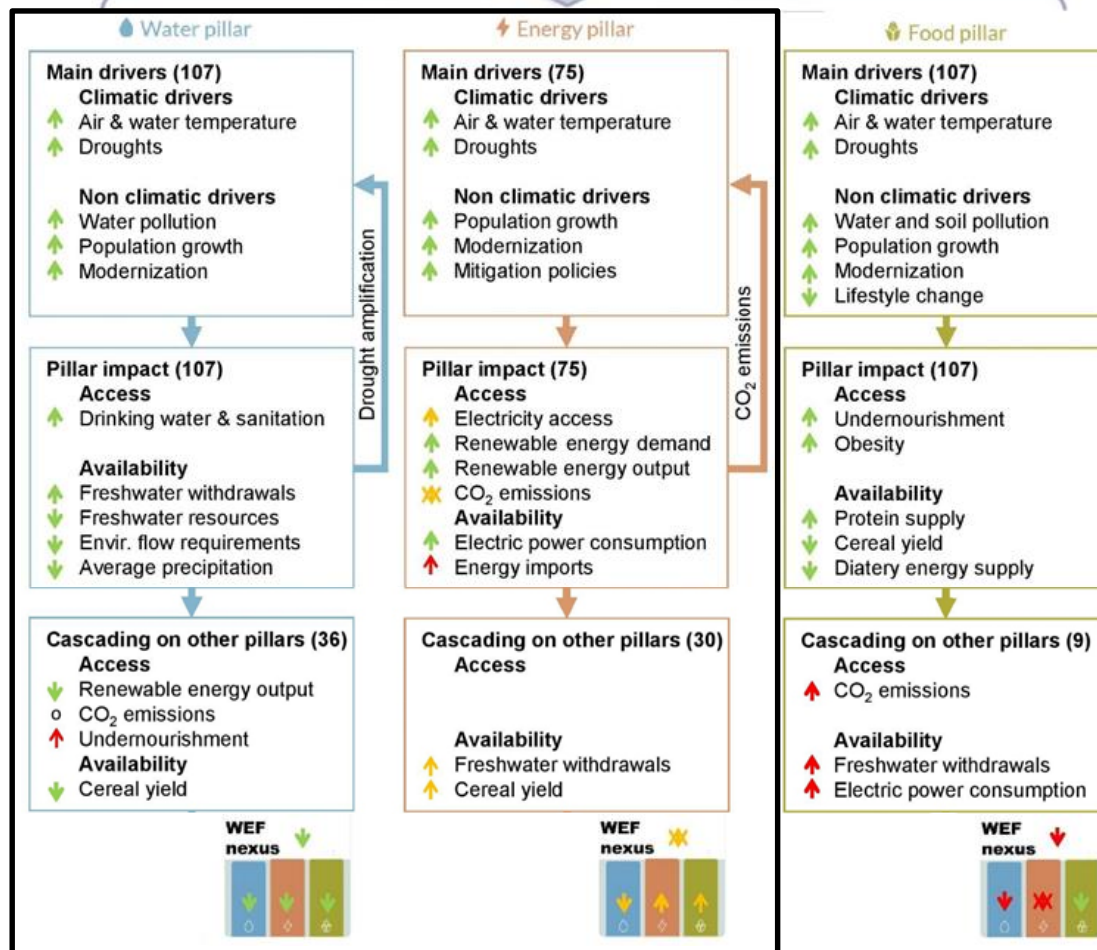 Water pillar
Main drivers (107)
Climatic drivers
Air & water temperature
Droughts
Non climatic drivers
Water pollution
Population growth
Modernization
Pillar impact (107)
Access
Drinking water & sanitation
Availability
Freshwater withdrawals
Freshwater resources
Envir. flow requirements
Average precipitation
Drought amplification
Cascading on other pillars (36)
Access
Renewable energy output
CO₂ emissions
Undernourishment
Availability
Cereal yield
WEF
nexus
Energy pillar
Main drivers (75)
Climatic drivers
Air & water temperature
Droughts
Non climatic drivers
Population growth
Modernization
Mitigation policies
Pillar impact (75)
Access
Electricity access
Renewable energy demand
Renewable energy output
CO₂ emissions
Availability
Electric power consumption
Energy imports
CO₂ emissions
Cascading on other pillars (30)
Access
Availability
Freshwater withdrawals
Cereal yield
WEF
nexus
Food pillar
Main drivers (107)
Climatic drivers
Air & water temperature
Droughts
Non climatic drivers
Water and soil pollution
Population growth
Modernization
Lifestyle change
Pillar impact (107)
Access
Undernourishment
Obesity
Availability
Protein supply
Cereal yield
Diatery energy supply
Cascading on other pillars (9)
Access
CO₂ emissions
Availability
Freshwater withdrawals
Electric power consumption
WEF
nexus